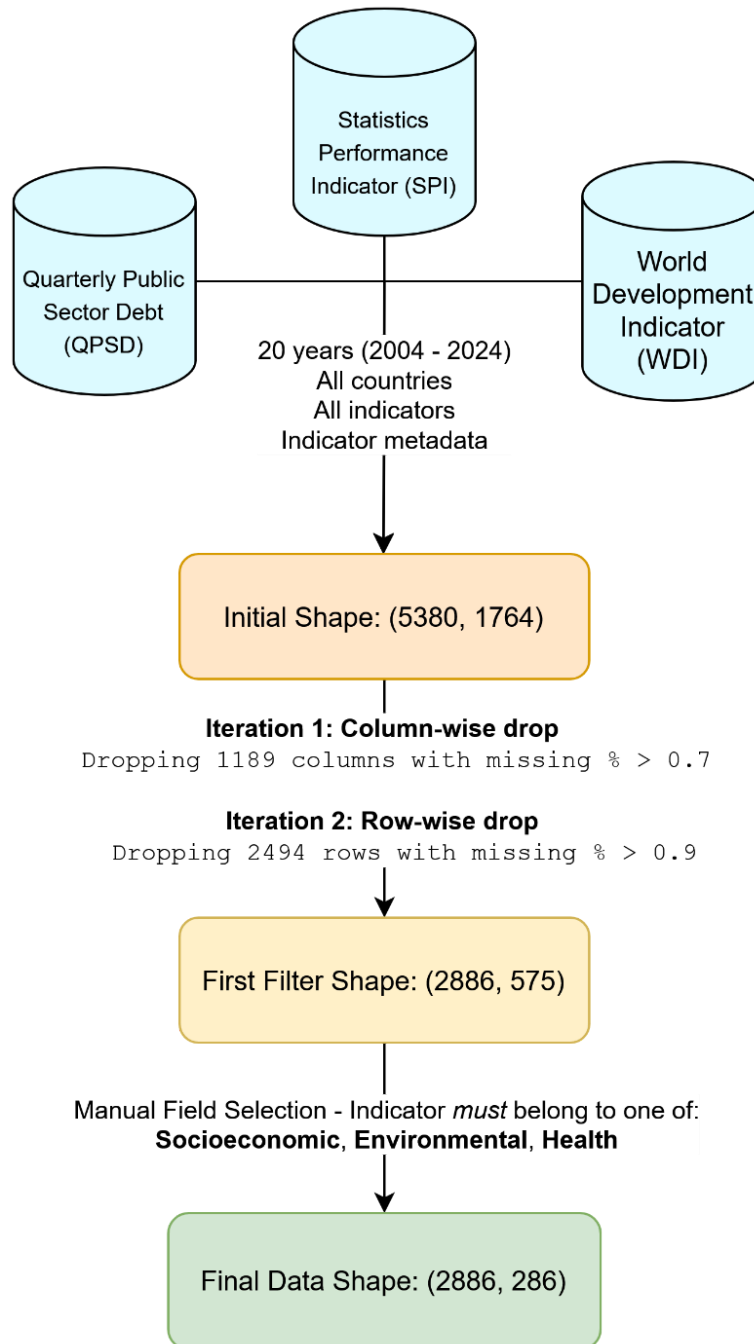 Statistics
Performance
Indicator (SPI)
Quarterly Public
Sector Debt
(QPSD)
World
Development
Indicator
(WDI)
20 years (2004 - 2024)
All countries
All indicators
Indicator metadata
Initial Shape: (5380, 1764)
Iteration 1: Column-wise drop
Dropping 1189 columns with missing % > 0.7
Iteration 2: Row-wise drop
Dropping 2494 rows with missing % > 0.9
First Filter Shape: (2886, 575)
Manual Field Selection - Indicator must belong to one of:
Socioeconomic, Environmental, Health
Final Data Shape: (2886, 286)